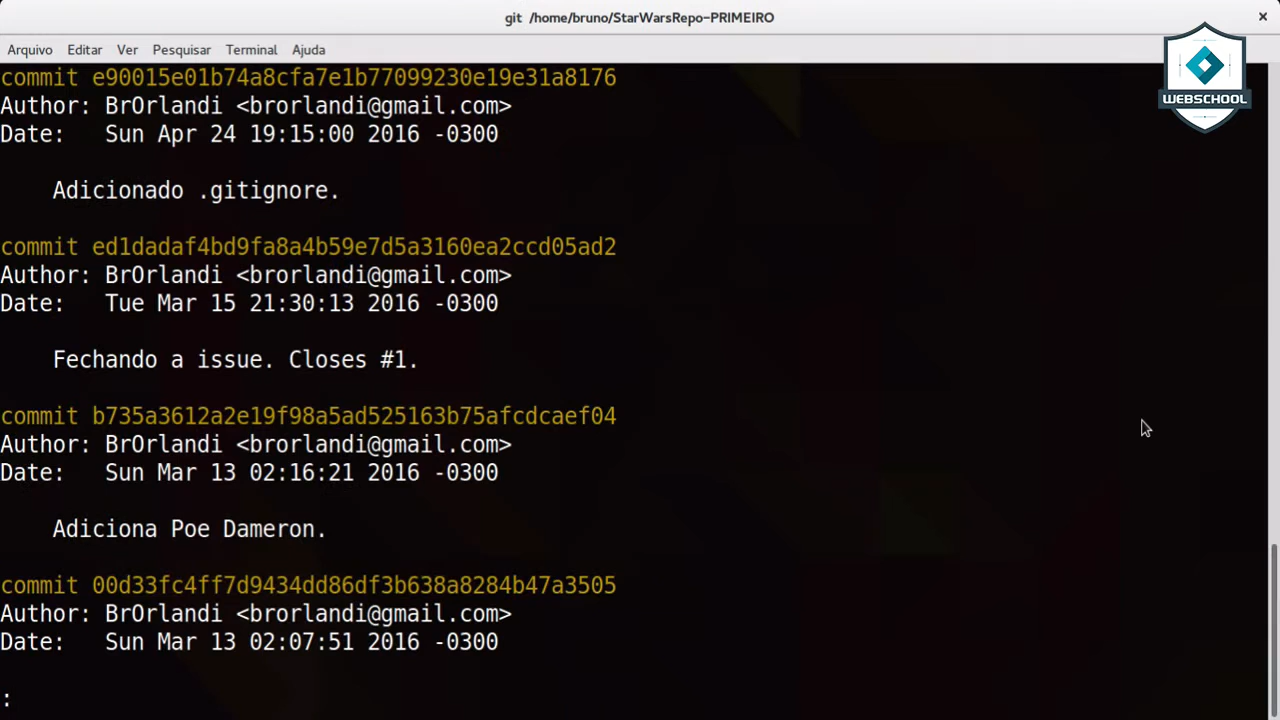 git /home/bruno/StarWarsRepo-PRIMEIRO ×
Arquivo Editar Ver Pesquisar Terminal Ajuda
WEBSCHOOL
commit e90015e01b74a8cfa7e1b77099230e19e31a8176
Author: BrOrlandi <brorlandi@gmail.com>
Date:   Sun Apr 24 19:15:00 2016 -0300
Adicionado .gitignore.
commit ed1dadaf4bd9fa8a4b59e7d5a3160ea2ccd05ad2
Author: BrOrlandi <brorlandi@gmail.com>
Date:   Tue Mar 15 21:30:13 2016 -0300
Fechando a issue. Closes #1.
commit b735a3612a2e19f98a5ad525163b75afcdcaef04
Author: BrOrlandi <brorlandi@gmail.com>
Date:   Sun Mar 13 02:16:21 2016 -0300
Adiciona Poe Dameron.
commit 00d33fc4ff7d9434dd86df3b638a8284b47a3505
Author: BrOrlandi <brorlandi@gmail.com>
Date:   Sun Mar 13 02:07:51 2016 -0300
: